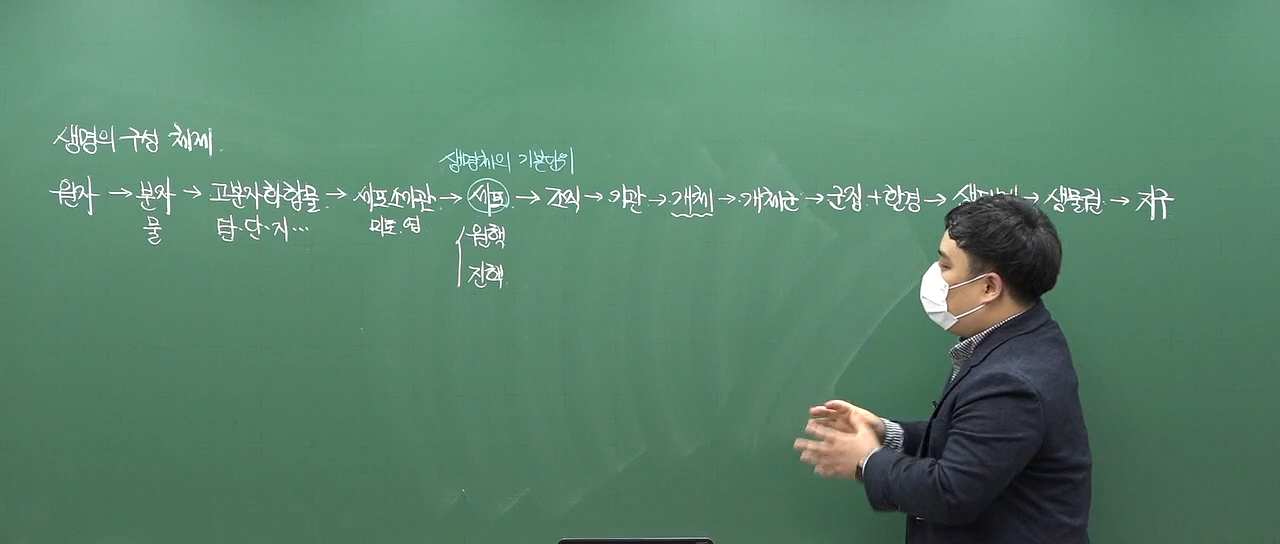 생명의 구성 체제.
생명체의 기본단위
원자 → 분자 → 고분자화합물 → 세포소기관 → 세포 → 조직 → 기관 → 개체 → 개체군 → 군집 + 환경 → → 생물권 → 지구
물 탄·단·지··· 미토.엽 원핵
진핵